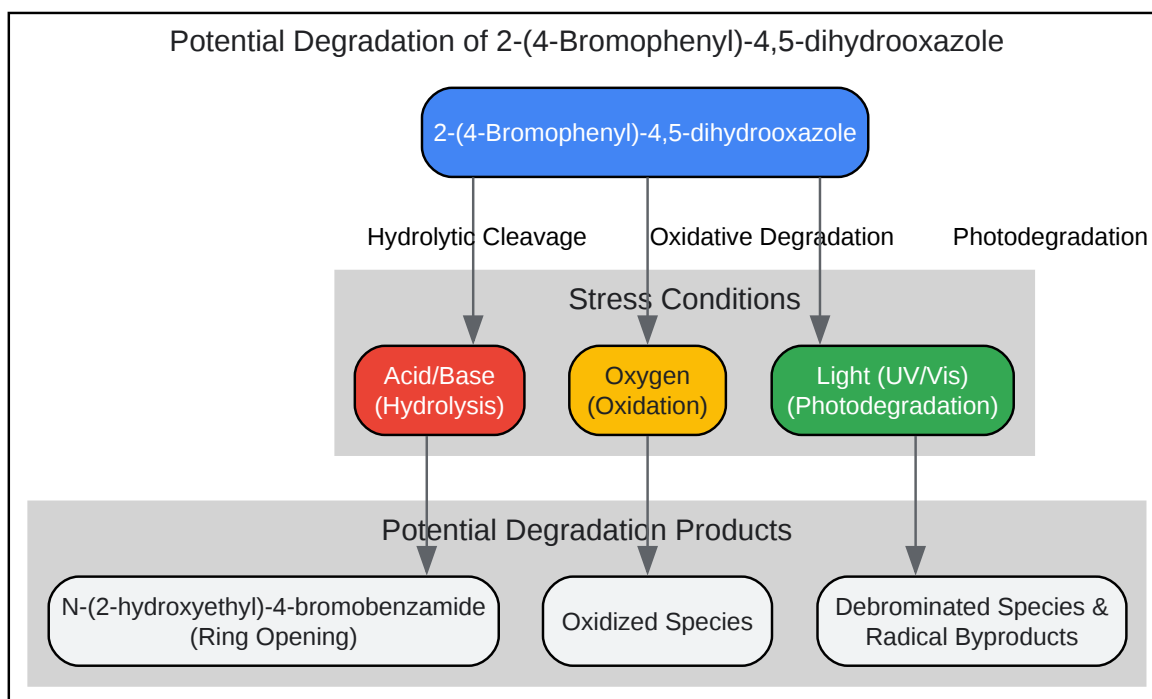 Potential Degradation of 2-(4-Bromophenyl)-4,5-dihydrooxazole
2-(4-Bromophenyl)-4,5-dihydrooxazole
Hydrolytic Cleavage
Oxidative Degradation
Photodegradation
Stress Conditions
Acid/Base
(Hydrolysis)
Oxygen
(Oxidation)
Light (UV/Vis)
(Photodegradation)
Potential Degradation Products
N-(2-hydroxyethyl)-4-bromobenzamide
(Ring Opening)
Oxidized Species
Debrominated Species &
Radical Byproducts